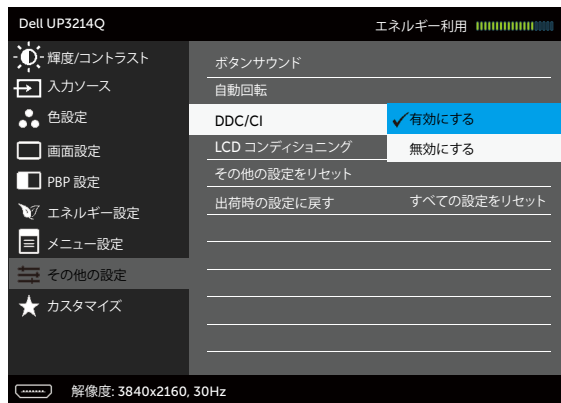 Dell UP3214Q
エネルギー利用
輝度/コントラスト
入力ソース
色設定
画面設定
PBP 設定
エネルギー設定
メニュー設定
その他の設定
カスタマイズ
ボタンサウンド
自動回転
DDC/CI
✓有効にする
無効にする
LCD コンディショニング
その他の設定をリセット
出荷時の設定に戻す すべての設定をリセット
解像度: 3840x2160, 30Hz